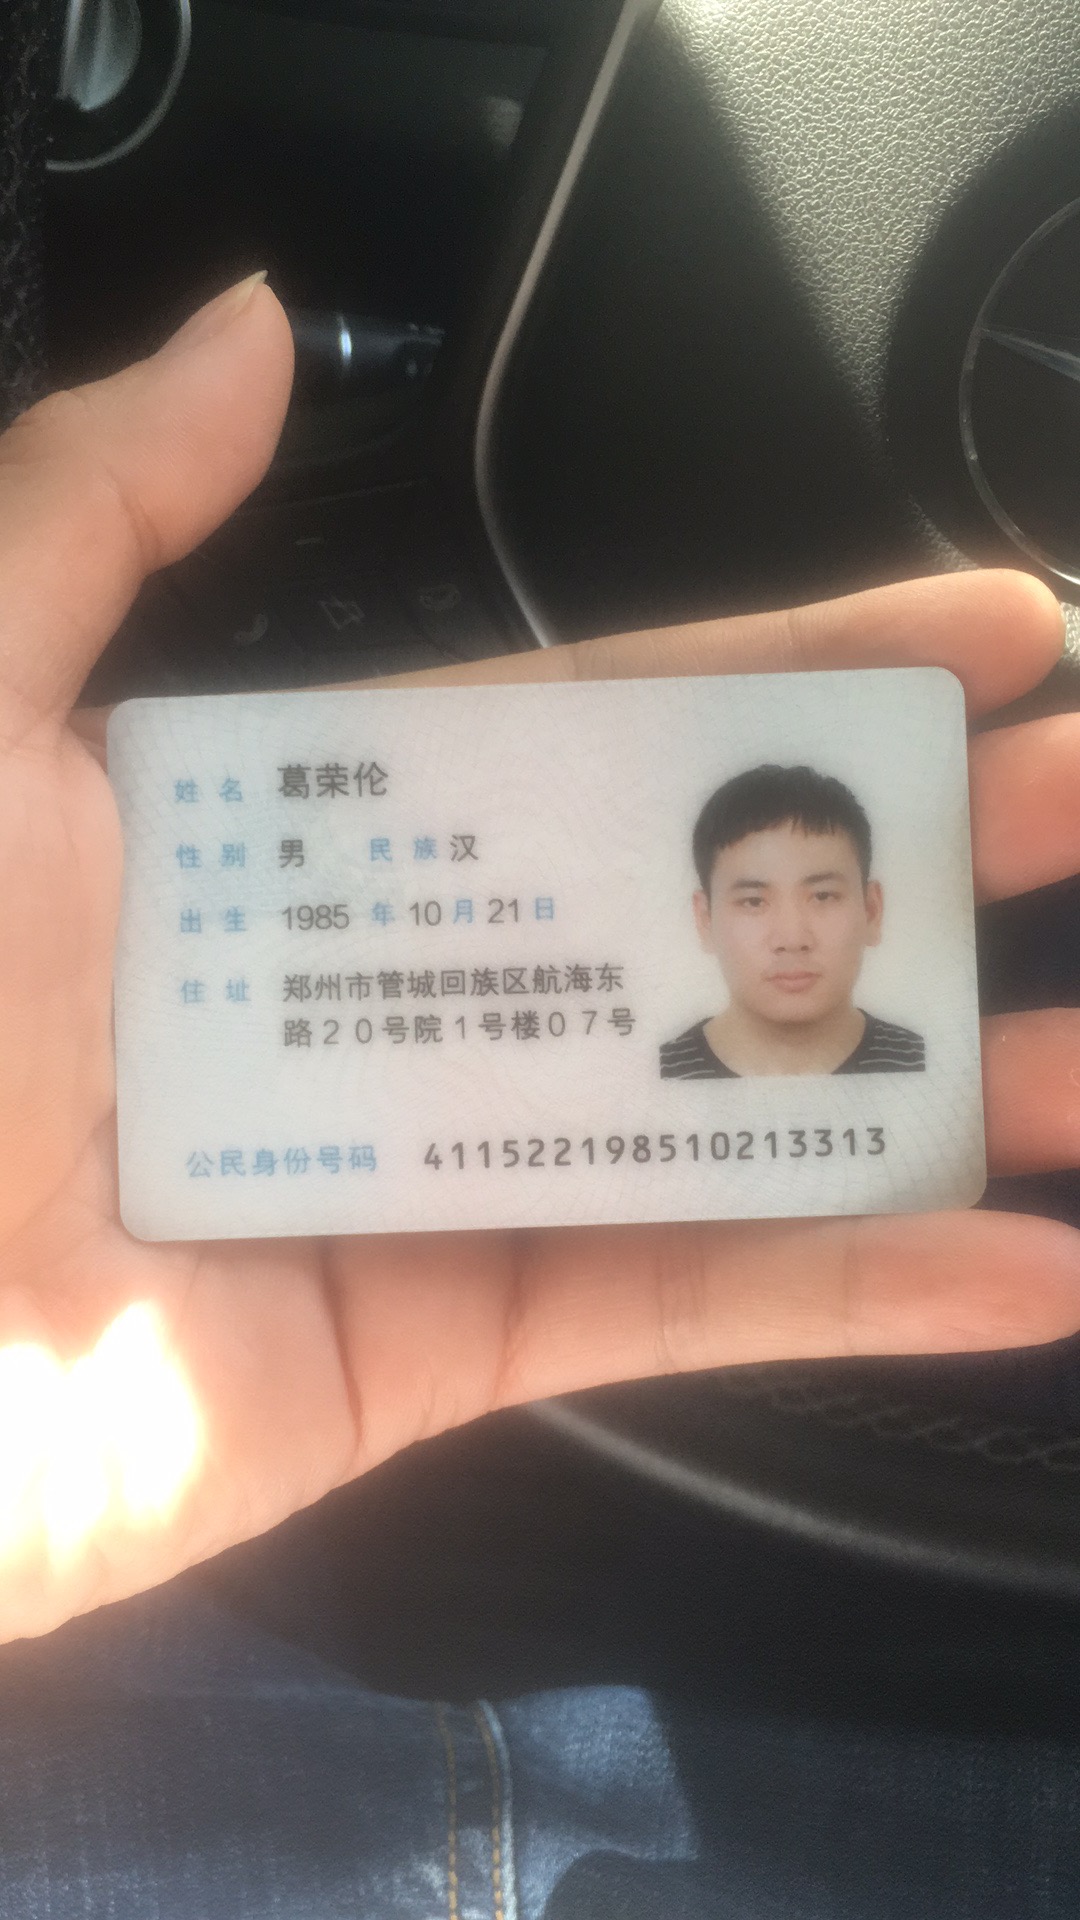 姓名 葛荣伦
性别 男 民族 汉
出生 1985 年 10 月 21 日
住址 郑州市管城回族区航海东
路２０号院１号楼０７号
公民身份号码 411522198510213313